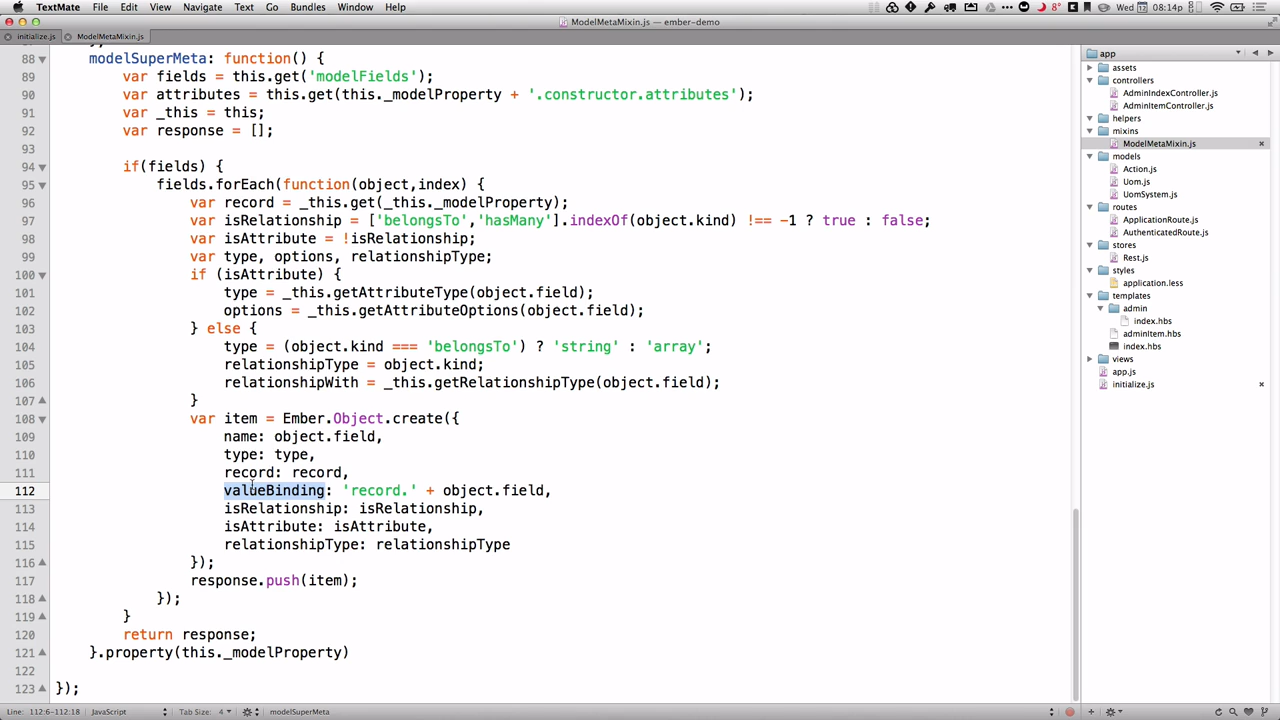 TextMate File Edit View Navigate Text Go Bundles Window Help 8° Wed 12 08:14p
ModelMetaMixin.js — ember-demo
initialize.js ModelMetaMixin.js
88 modelSuperMeta: function() {
89 var fields = this.get('modelFields');
90 var attributes = this.get(this._modelProperty + '.constructor.attributes');
91 var _this = this;
92 var response = [];
93
94 if(fields) {
95 fields.forEach(function(object,index) {
96 var record = _this.get(_this._modelProperty);
97 var isRelationship = ['belongsTo','hasMany'].indexOf(object.kind) !== -1 ? true : false;
98 var isAttribute = !isRelationship;
99 var type, options, relationshipType;
100 if (isAttribute) {
101 type = _this.getAttributeType(object.field);
102 options = _this.getAttributeOptions(object.field);
103 } else {
104 type = (object.kind === 'belongsTo') ? 'string' : 'array';
105 relationshipType = object.kind;
106 relationshipWith = _this.getRelationshipType(object.field);
107 }
108 var item = Ember.Object.create({
109 name: object.field,
110 type: type,
111 record: record,
112 valueBinding: 'record.' + object.field,
113 isRelationship: isRelationship,
114 isAttribute: isAttribute,
115 relationshipType: relationshipType
116 });
117 response.push(item);
118 });
119 }
120 return response;
121 }.property(this._modelProperty)
122
123 });
app
assets
controllers
AdminIndexController.js
AdminItemController.js
helpers
mixins
ModelMetaMixin.js
models
Action.js
Uom.js
UomSystem.js
routes
ApplicationRoute.js
AuthenticatedRoute.js
stores
Rest.js
styles
application.less
templates
admin
index.hbs
adminItem.hbs
index.hbs
views
app.js
initialize.js
Line: 112:6-112:18 JavaScript Tab Size: 4 modelSuperMeta